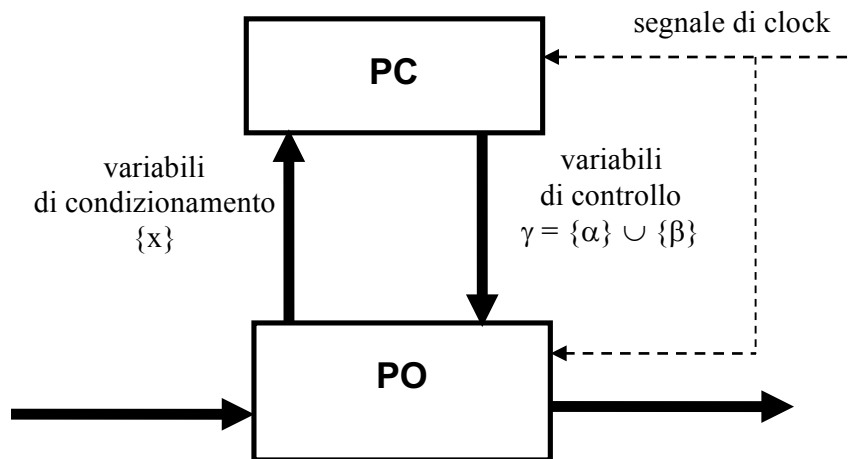 segnale di clock
PC
variabili
di condizionamento
{x}
variabili
di controllo
γ = {α} ∪ {β}
PO